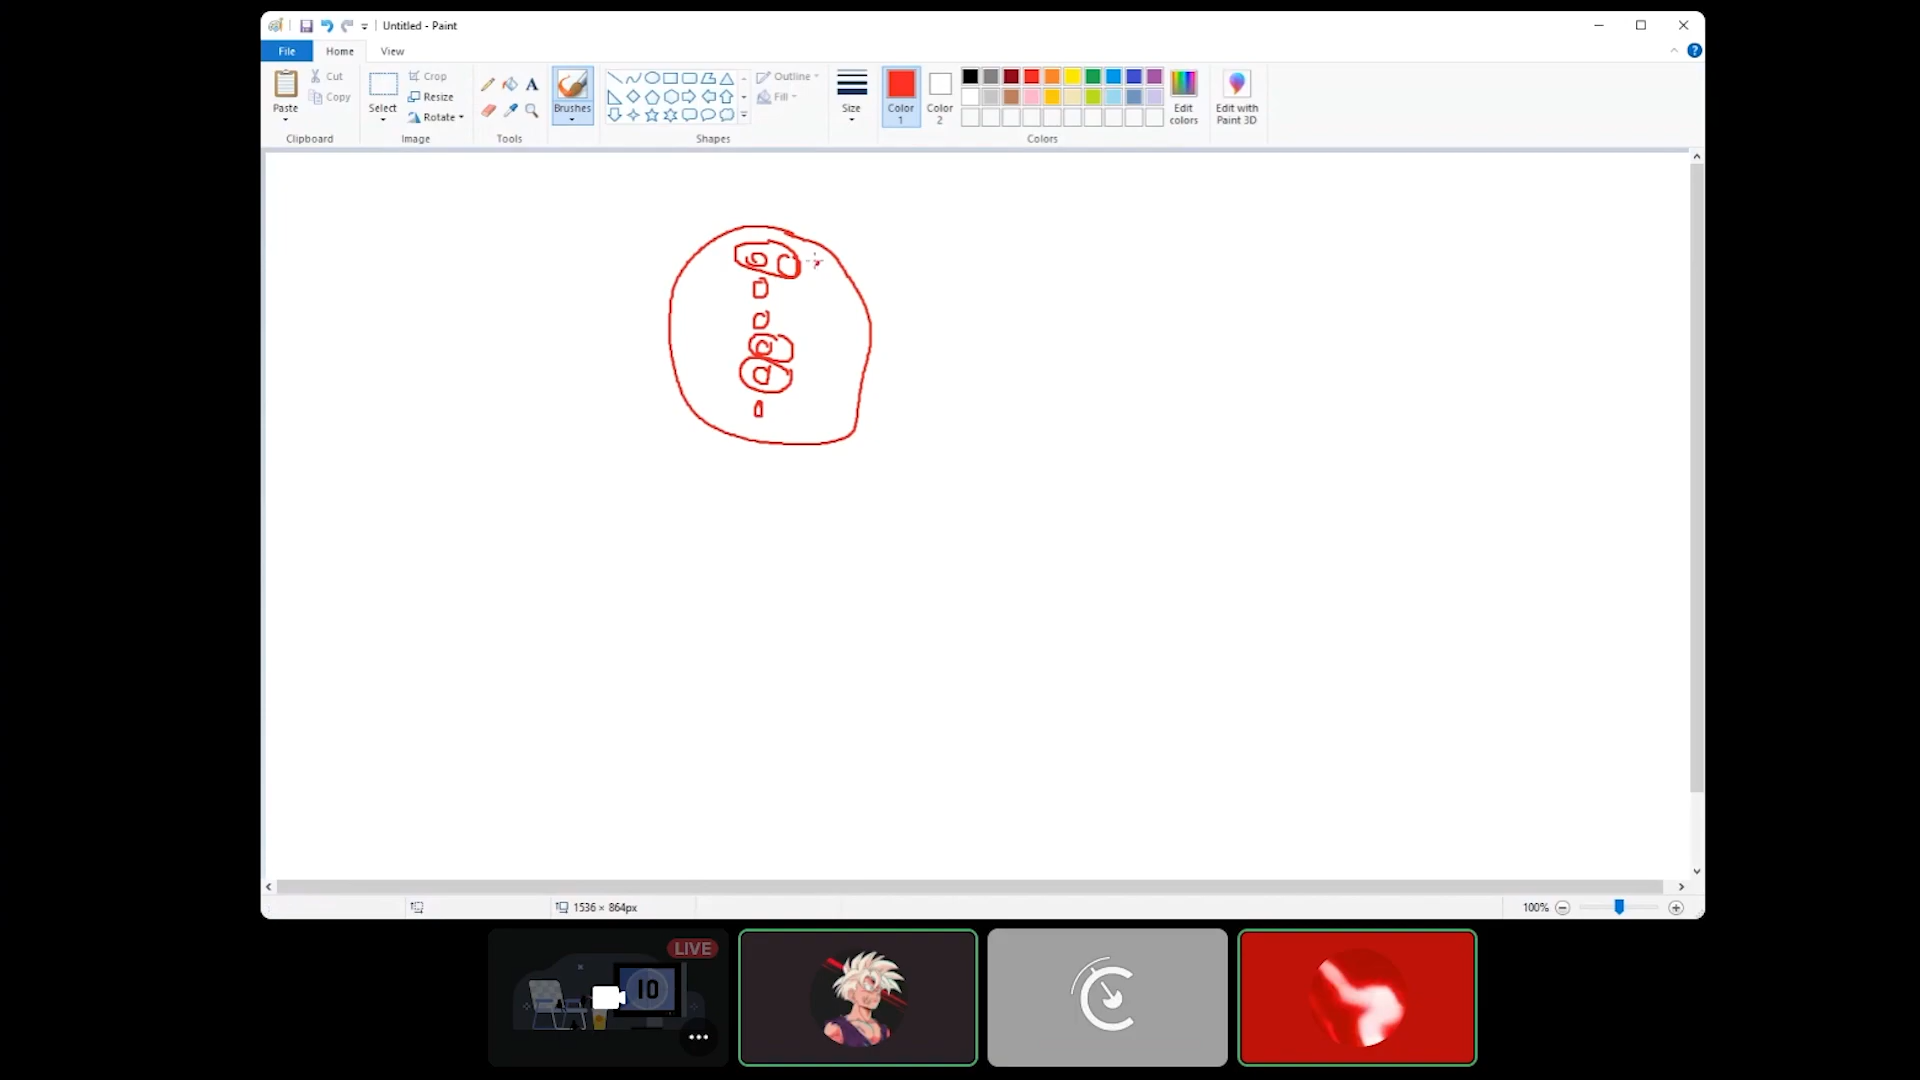 Untitled - Paint
File Home View
Paste Cut Copy Clipboard
Select Crop Resize Rotate Image
A Tools
Brushes
Shapes Outline Fill
Size
Color 1 Color 2 Colors
Edit colors
Edit with Paint 3D
?
1536 × 864px 100%
LIVE
10